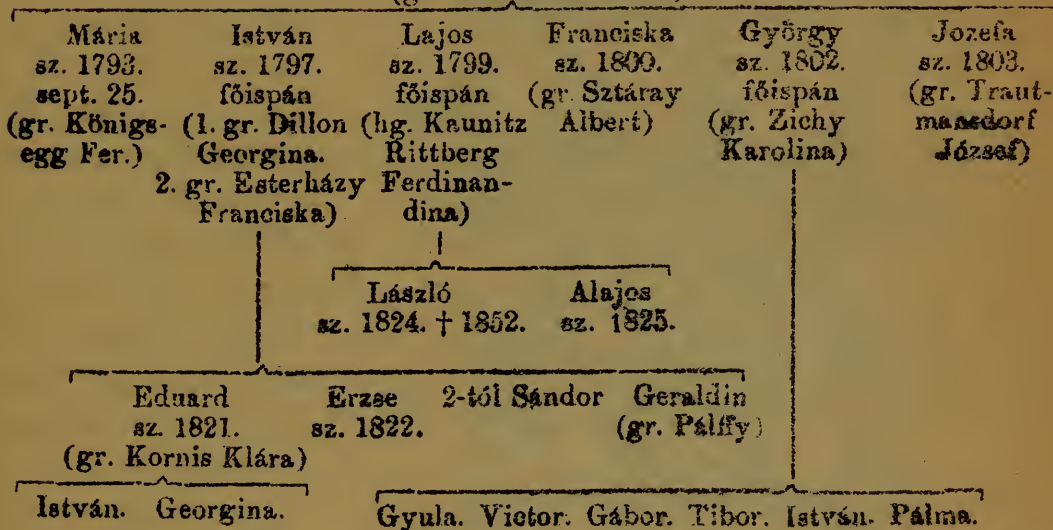 Mária István Lajos Franciska György Jozefa
sz. 1793. sz. 1797. sz. 1799. sz. 1800. sz. 1802. sz. 1803.
sept. 25. főispán főispán (gr. Sztáray főispán (gr. Traut-
(gr. Königs- (1. gr. Dillon (hg. Kaunitz Albert) (gr. Zichy mansdorf
egg Fer.) Georgina. Rittberg Karolina) József)
2. gr. Esterházy Ferdinan-
Franciska) dina)
László Alajos
sz. 1824. † 1852. sz. 1825.
Eduard Erzse 2-tól Sándor Geraldin
sz. 1821. sz. 1822. (gr. Pálffy)
(gr. Kornis Klára)
István. Georgina. Gyula. Victor. Gábor. Tibor. István. Pálma.